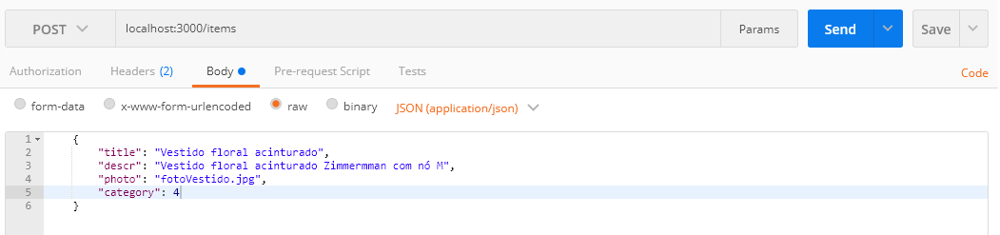 POST localhost:3000/items Params Send Save
Authorization Headers (2) Body Pre-request Script Tests Code
form-data x-www-form-urlencoded raw binary JSON (application/json)
1 {
2 "title": "Vestido floral acinturado",
3 "descr": "Vestido floral acinturado Zimmermman com nó M",
4 "photo": "fotoVestido.jpg",
5 "category": 4
6 }